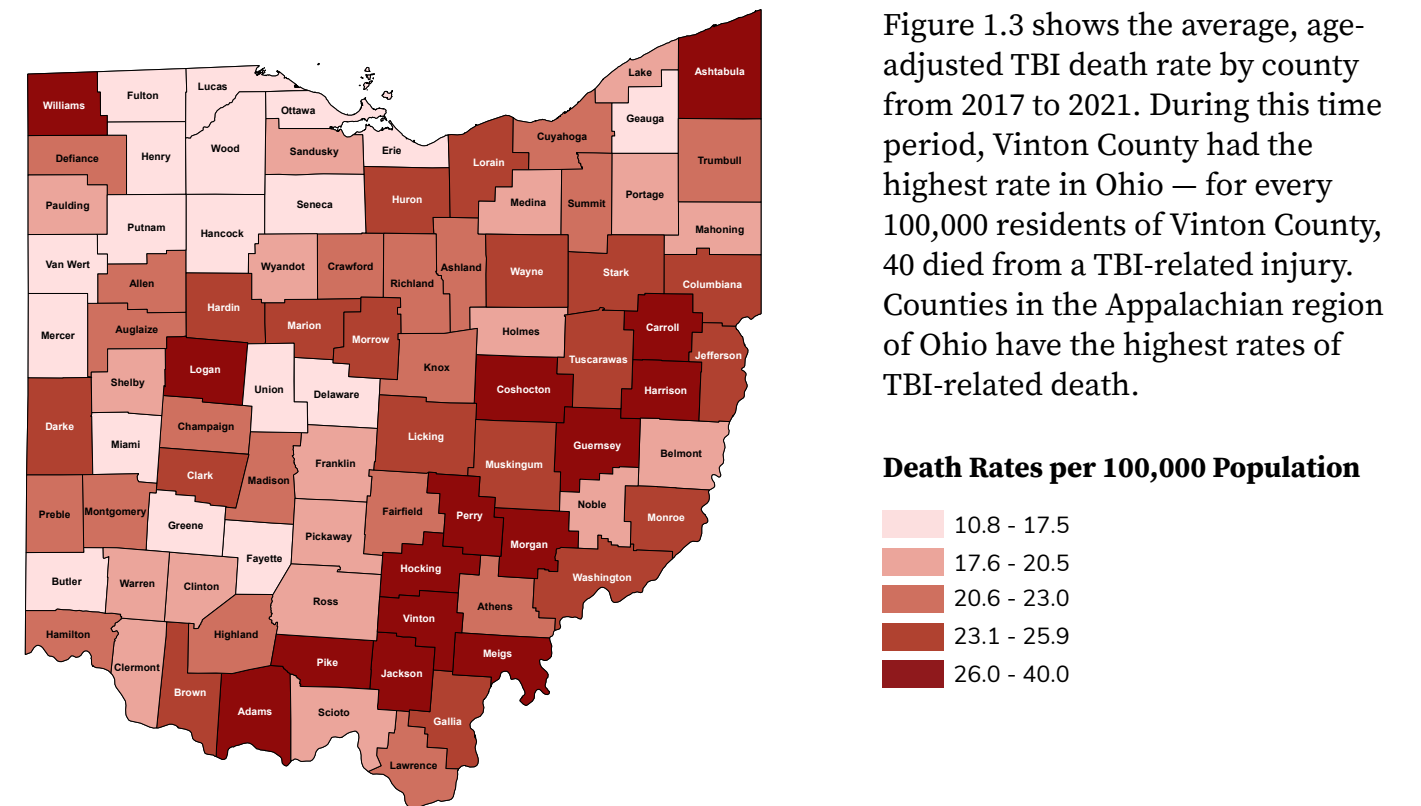 Figure 1.3 shows the average, age-
adjusted TBI death rate by county
from 2017 to 2021. During this time
period, Vinton County had the
highest rate in Ohio — for every
100,000 residents of Vinton County,
40 died from a TBI-related injury.
Counties in the Appalachian region
of Ohio have the highest rates of
TBI-related death.
Death Rates per 100,000 Population
10.8 - 17.5
17.6 - 20.5
20.6 - 23.0
23.1 - 25.9
26.0 - 40.0
Williams
Fulton
Lucas
Ottawa
Lake
Ashtabula
Geauga
Cuyahoga
Defiance
Henry
Wood
Sandusky
Erie
Lorain
Trumbull
Paulding
Putnam
Hancock
Seneca
Huron
Medina
Summit
Portage
Mahoning
Van Wert
Allen
Wyandot
Crawford
Richland
Ashland
Wayne
Stark
Columbiana
Mercer
Auglaize
Hardin
Marion
Morrow
Holmes
Carroll
Jefferson
Shelby
Logan
Union
Delaware
Knox
Coshocton
Tuscarawas
Harrison
Darke
Miami
Champaign
Clark
Madison
Franklin
Licking
Muskingum
Guernsey
Belmont
Preble
Montgomery
Greene
Fayette
Pickaway
Fairfield
Perry
Morgan
Noble
Monroe
Butler
Warren
Clinton
Ross
Hocking
Vinton
Athens
Washington
Hamilton
Clermont
Highland
Brown
Adams
Pike
Jackson
Meigs
Scioto
Gallia
Lawrence